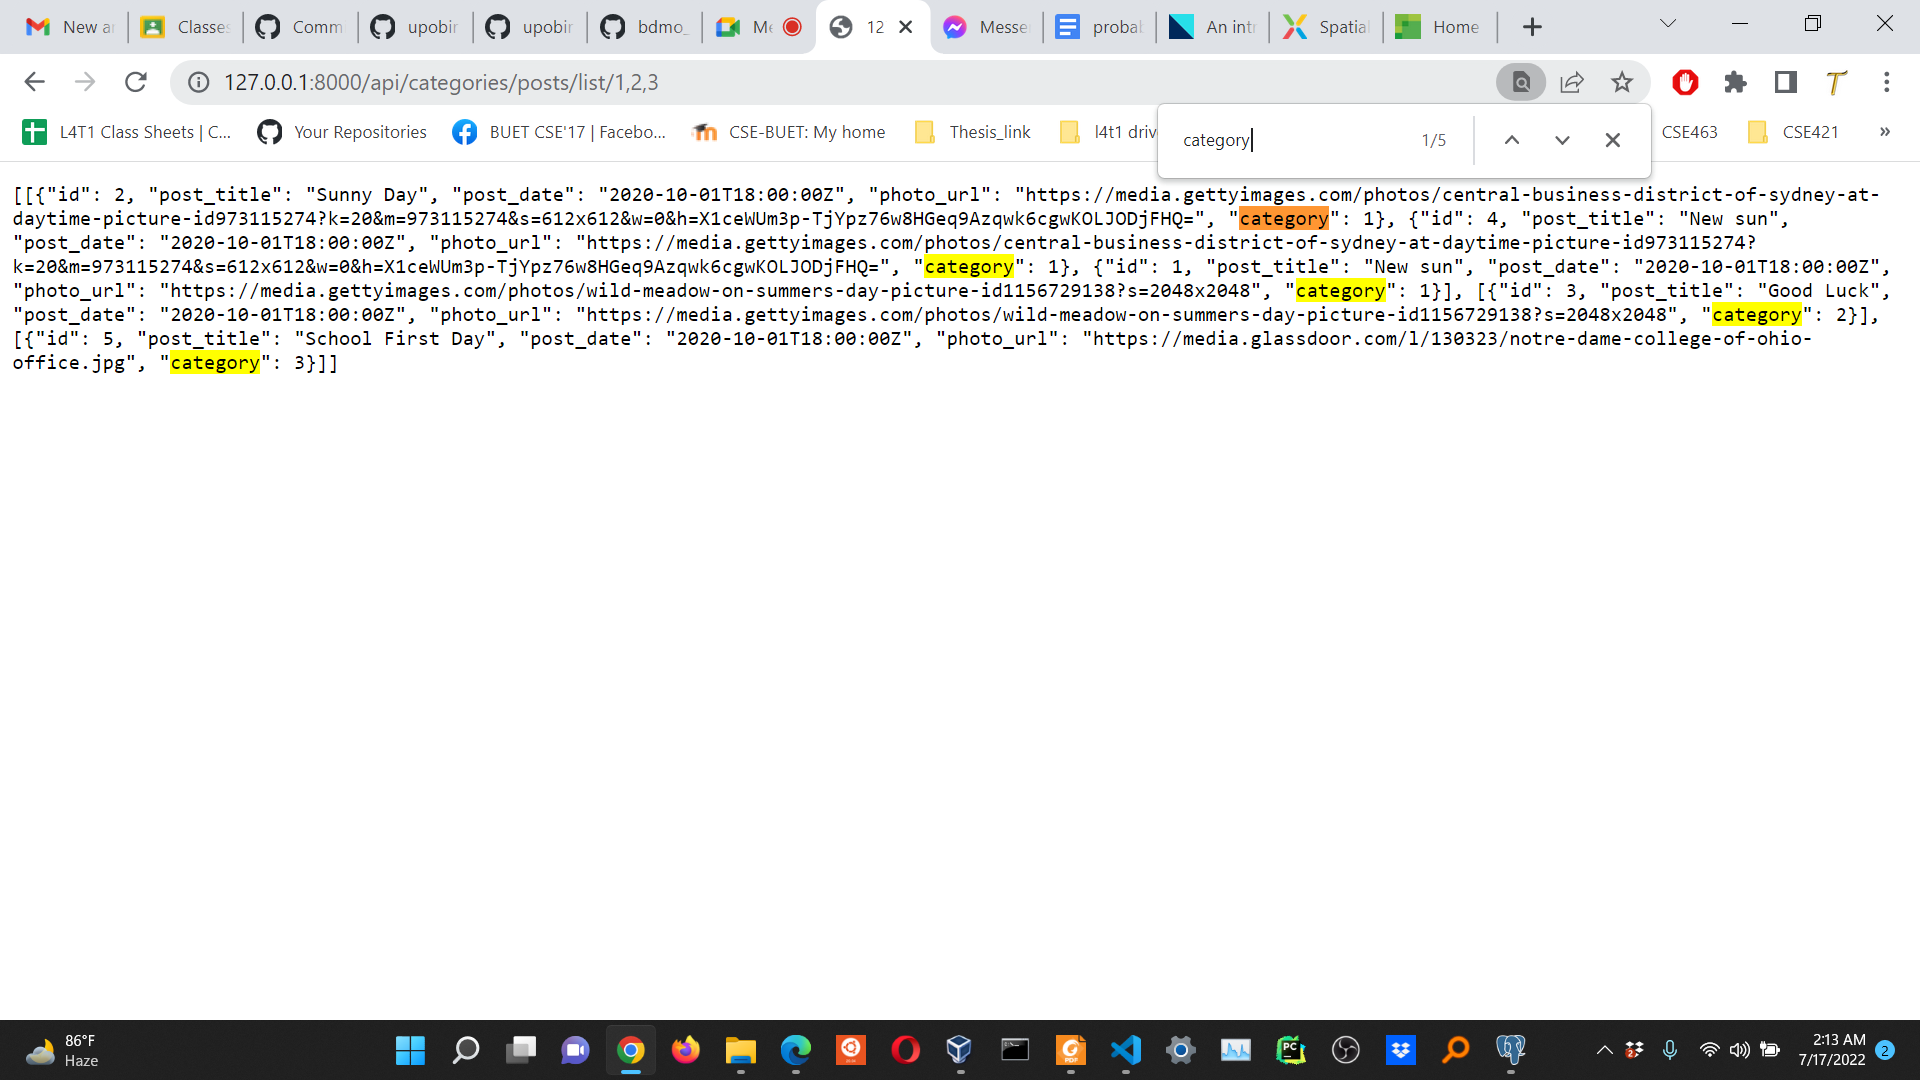 New a
Classes
Comm
upobir
upobir
bdmo_
Me
12
Messe
probab
An intr
Spatial
Home
127.0.0.1:8000/api/categories/posts/list/1,2,3
L4T1 Class Sheets | C...
Your Repositories
BUET CSE'17 | Facebo...
CSE-BUET: My home
Thesis_link
l4t1 driv
category
1/5
CSE463
CSE421
»
[[{"id": 2, "post_title": "Sunny Day", "post_date": "2020-10-01T18:00:00Z", "photo_url": "https://media.gettyimages.com/photos/central-business-district-of-sydney-at-
daytime-picture-id973115274?k=20&m=973115274&s=612x612&w=0&h=X1ceWUm3p-TjYpz76w8HGeq9Azqwk6cgwKOLJODjFHQ=", "category": 1}, {"id": 4, "post_title": "New sun",
"post_date": "2020-10-01T18:00:00Z", "photo_url": "https://media.gettyimages.com/photos/central-business-district-of-sydney-at-daytime-picture-id973115274?
k=20&m=973115274&s=612x612&w=0&h=X1ceWUm3p-TjYpz76w8HGeq9Azqwk6cgwKOLJODjFHQ=", "category": 1}, {"id": 1, "post_title": "New sun", "post_date": "2020-10-01T18:00:00Z",
"photo_url": "https://media.gettyimages.com/photos/wild-meadow-on-summers-day-picture-id1156729138?s=2048x2048", "category": 1}], [{"id": 3, "post_title": "Good Luck",
"post_date": "2020-10-01T18:00:00Z", "photo_url": "https://media.gettyimages.com/photos/wild-meadow-on-summers-day-picture-id1156729138?s=2048x2048", "category": 2}],
[{"id": 5, "post_title": "School First Day", "post_date": "2020-10-01T18:00:00Z", "photo_url": "https://media.glassdoor.com/l/130323/notre-dame-college-of-ohio-
office.jpg", "category": 3}]]
86°F
Haze
2:13 AM
7/17/2022
2